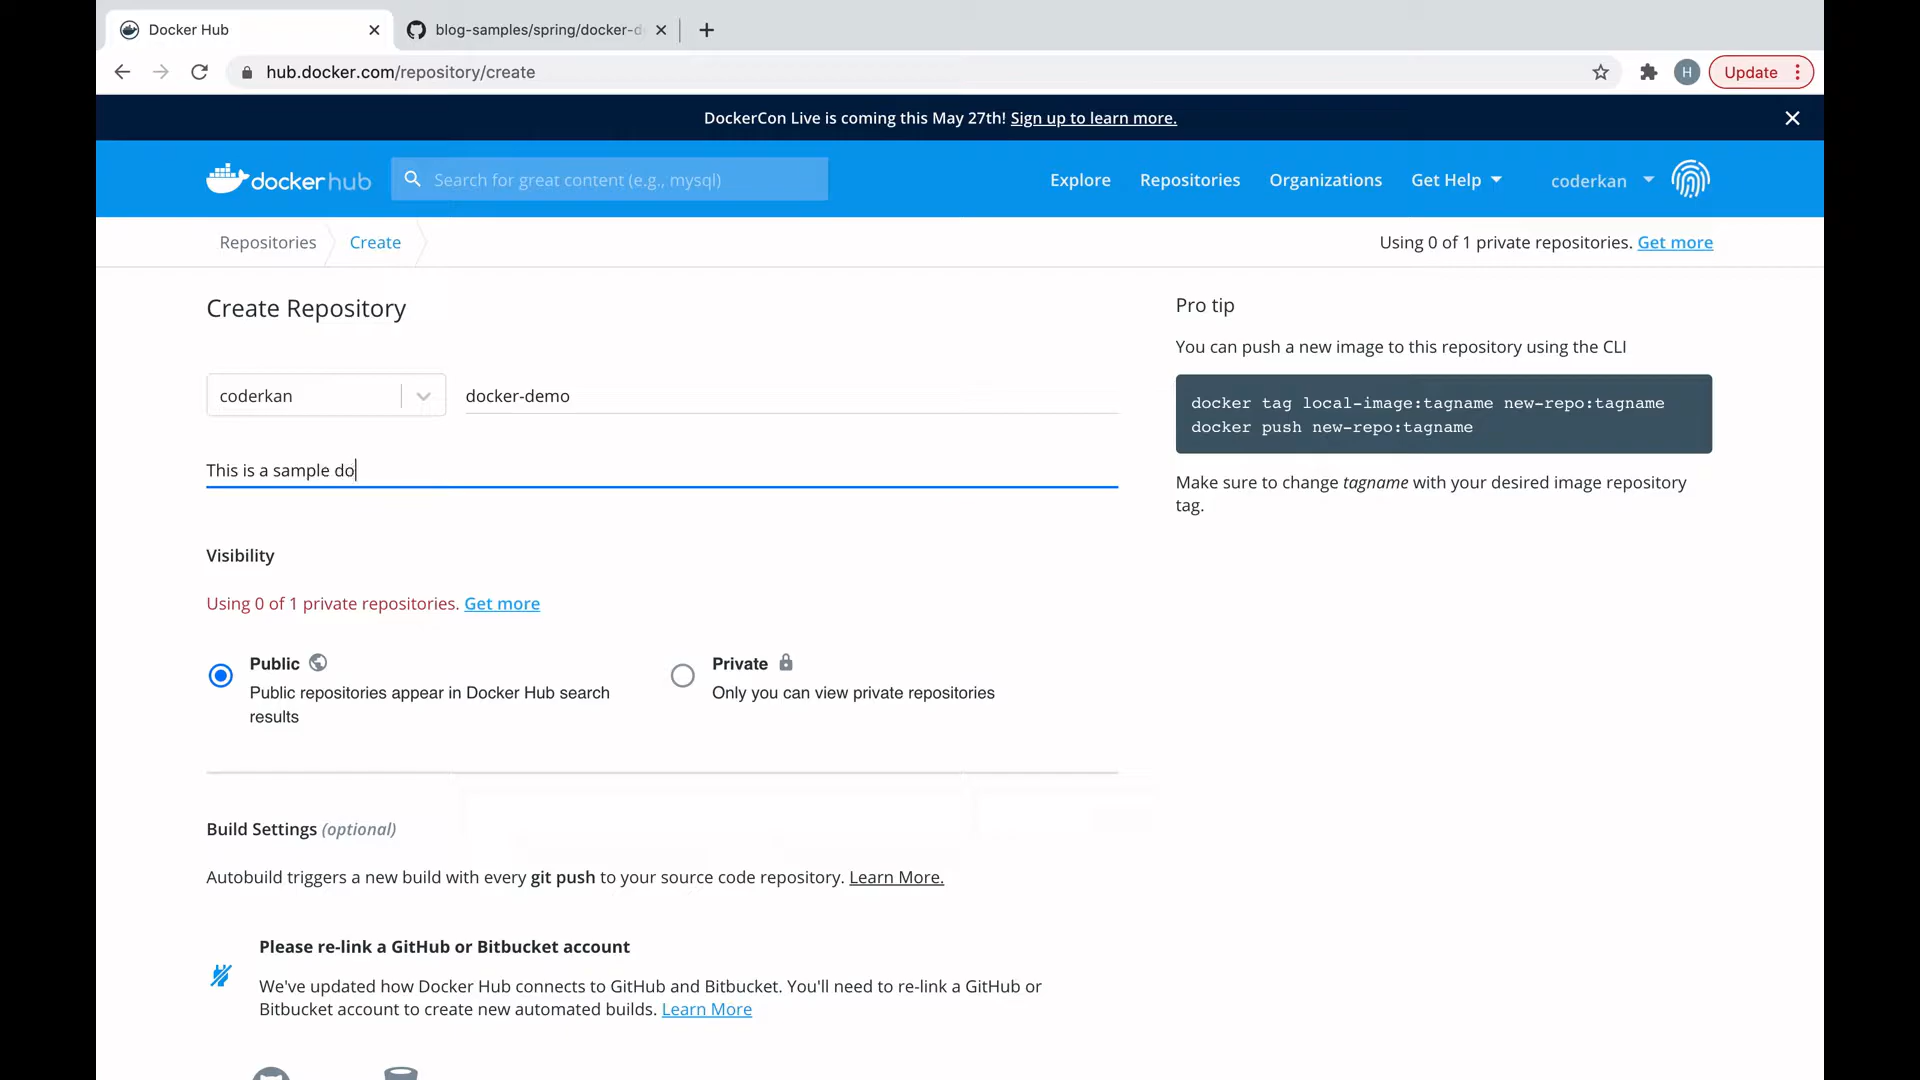 Docker Hub
blog-samples/spring/docker-d
hub.docker.com/repository/create
H
Update
DockerCon Live is coming this May 27th! Sign up to learn more.
dockerhub
Search for great content (e.g., mysql)
Explore
Repositories
Organizations
Get Help
coderkan
Repositories
Create
Using 0 of 1 private repositories. Get more
Create Repository
coderkan
docker-demo
This is a sample do
Visibility
Using 0 of 1 private repositories. Get more
Public
Public repositories appear in Docker Hub search
results
Private
Only you can view private repositories
Build Settings (optional)
Autobuild triggers a new build with every git push to your source code repository. Learn More.
Please re-link a GitHub or Bitbucket account
We've updated how Docker Hub connects to GitHub and Bitbucket. You'll need to re-link a GitHub or
Bitbucket account to create new automated builds. Learn More
Pro tip
You can push a new image to this repository using the CLI
docker tag local-image:tagname new-repo:tagname
docker push new-repo:tagname
Make sure to change tagname with your desired image repository
tag.